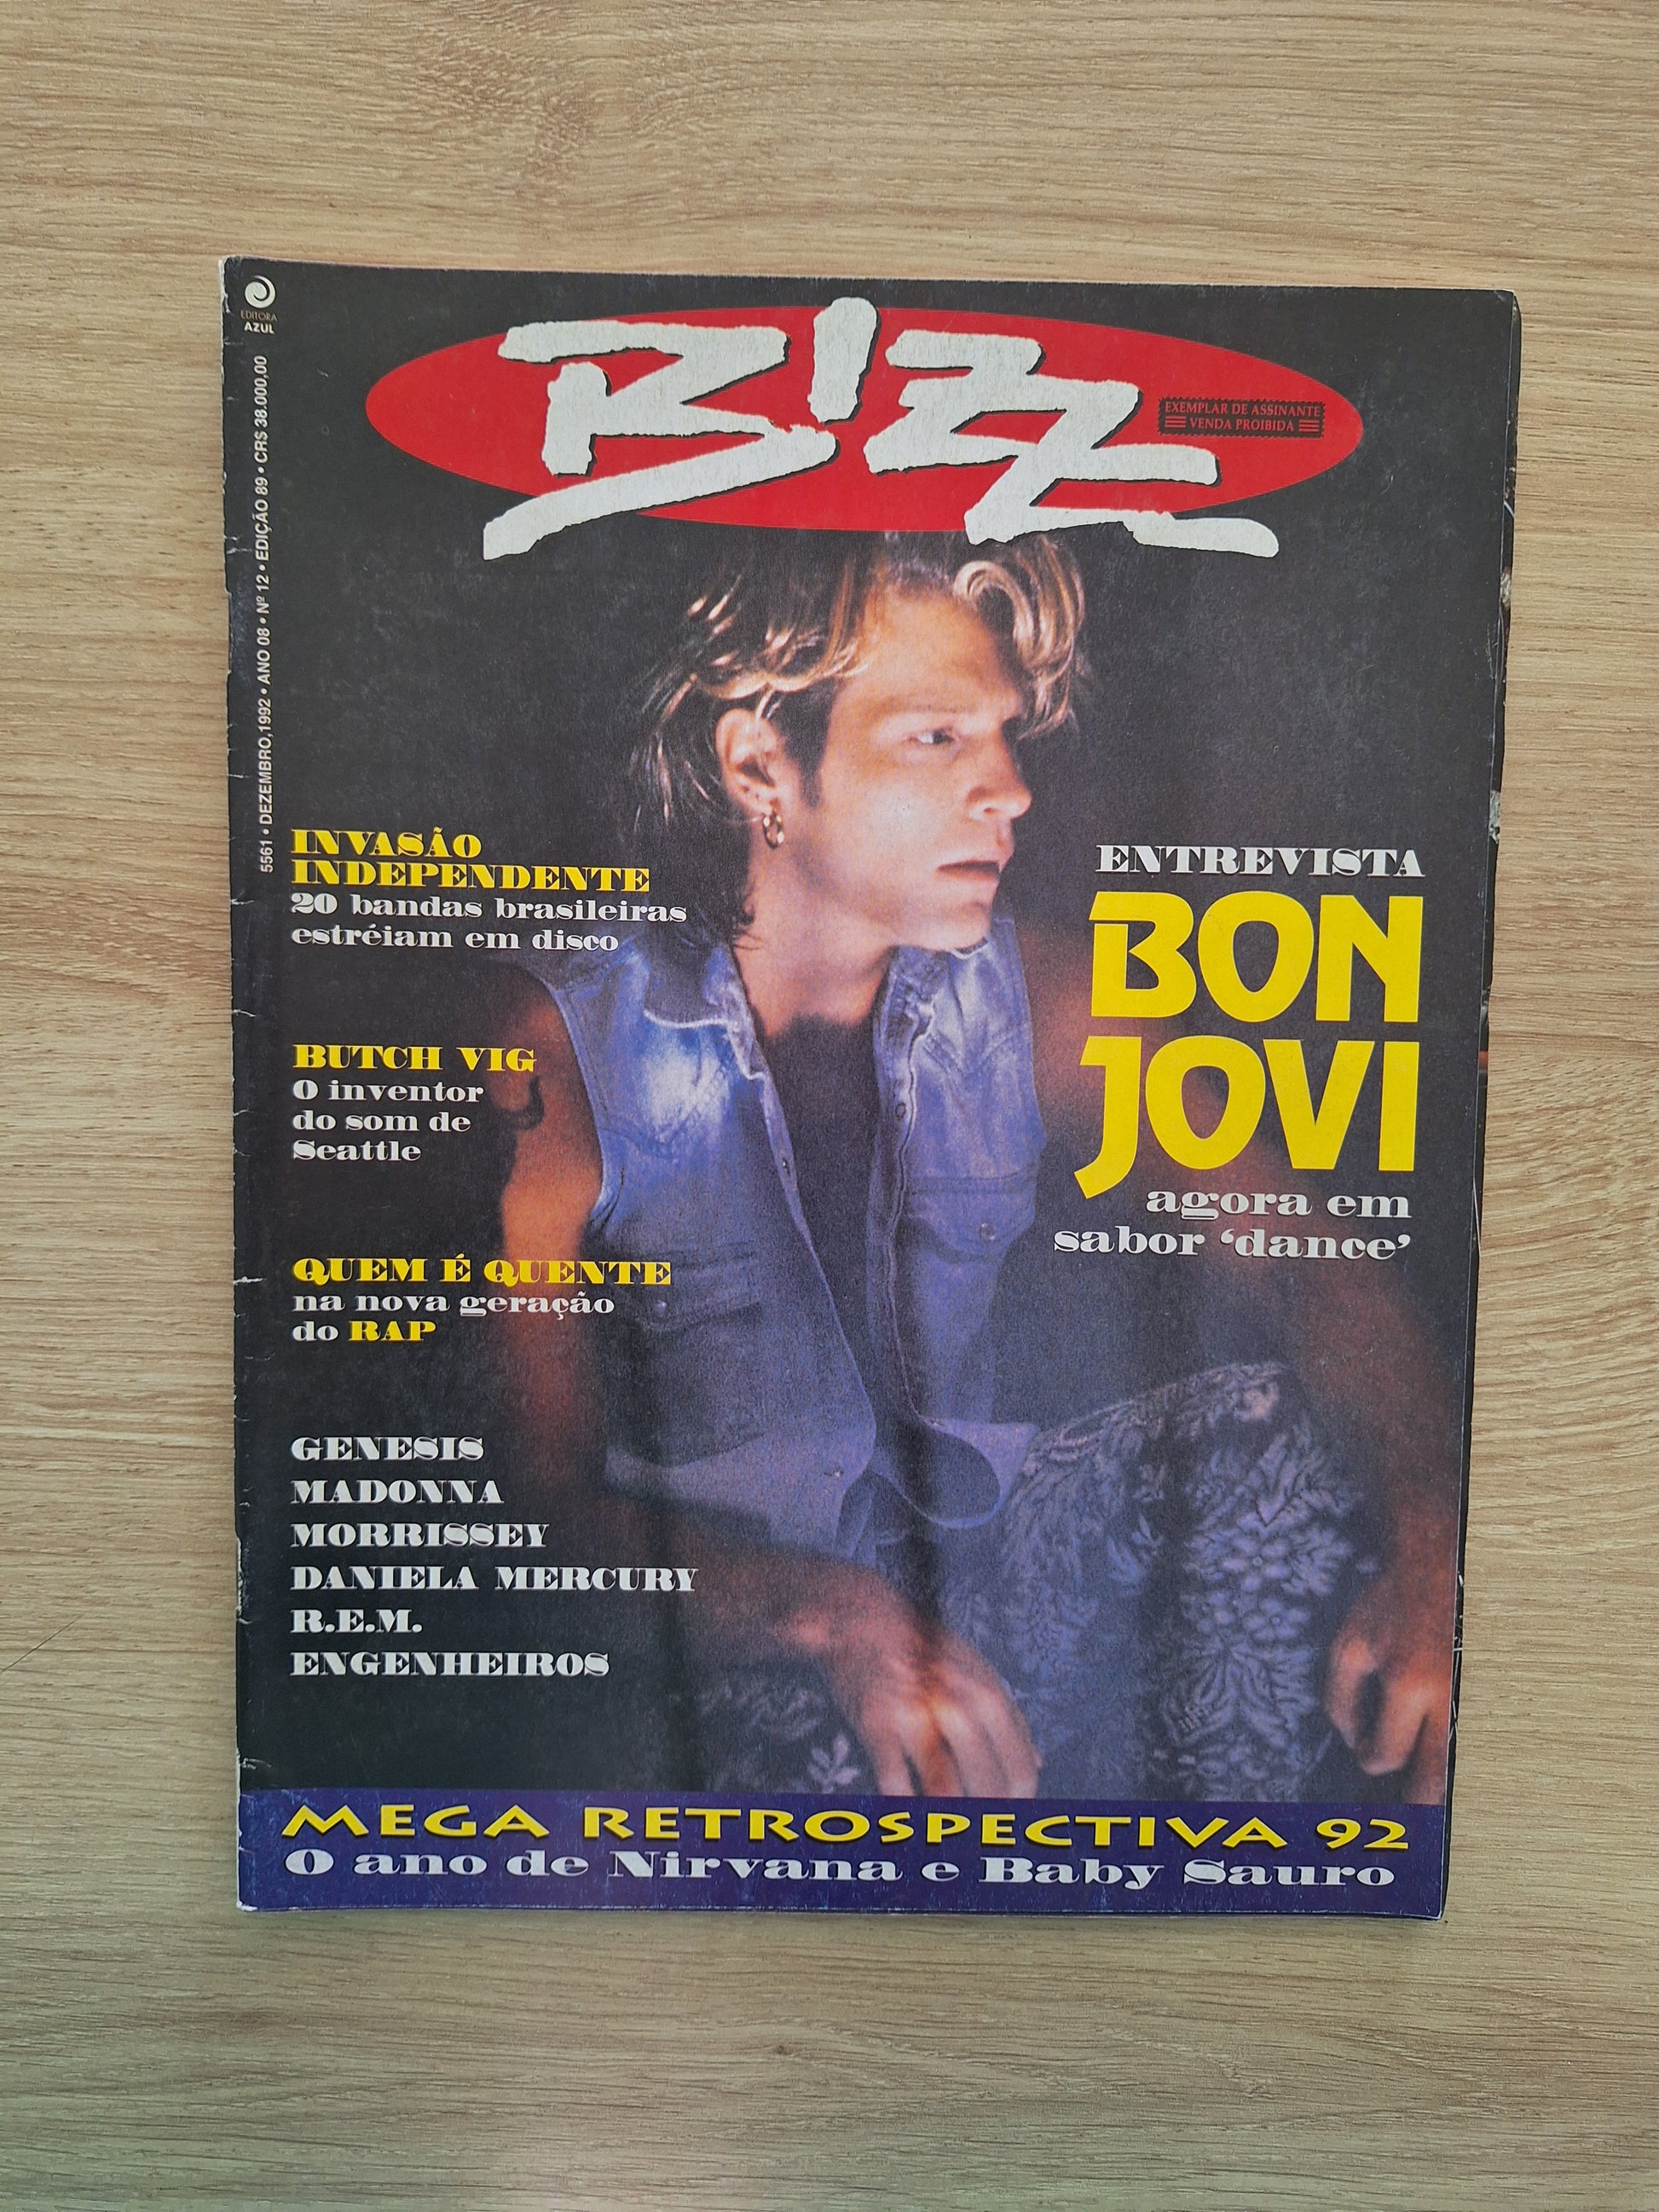 EDITORA
AZUL
5561 • DEZEMBRO,1992 • ANO 08 • Nº 12 • EDIÇÃO 89 • CR$ 38.000,00
BIZZ
EXEMPLAR DE ASSINANTE
VENDA PROIBIDA
INVASÃO
INDEPENDENTE
20 bandas brasileiras
estréiam em disco
ENTREVISTA
BON
JOVI
agora em
sabor ‘dance’
BUTCH VIG
O inventor
do som de
Seattle
QUEM É QUENTE
na nova geração
do RAP
GENESIS
MADONNA
MORRISSEY
DANIELA MERCURY
R.E.M.
ENGENHEIROS
MEGA RETROSPECTIVA 92
O ano de Nirvana e Baby Sauro